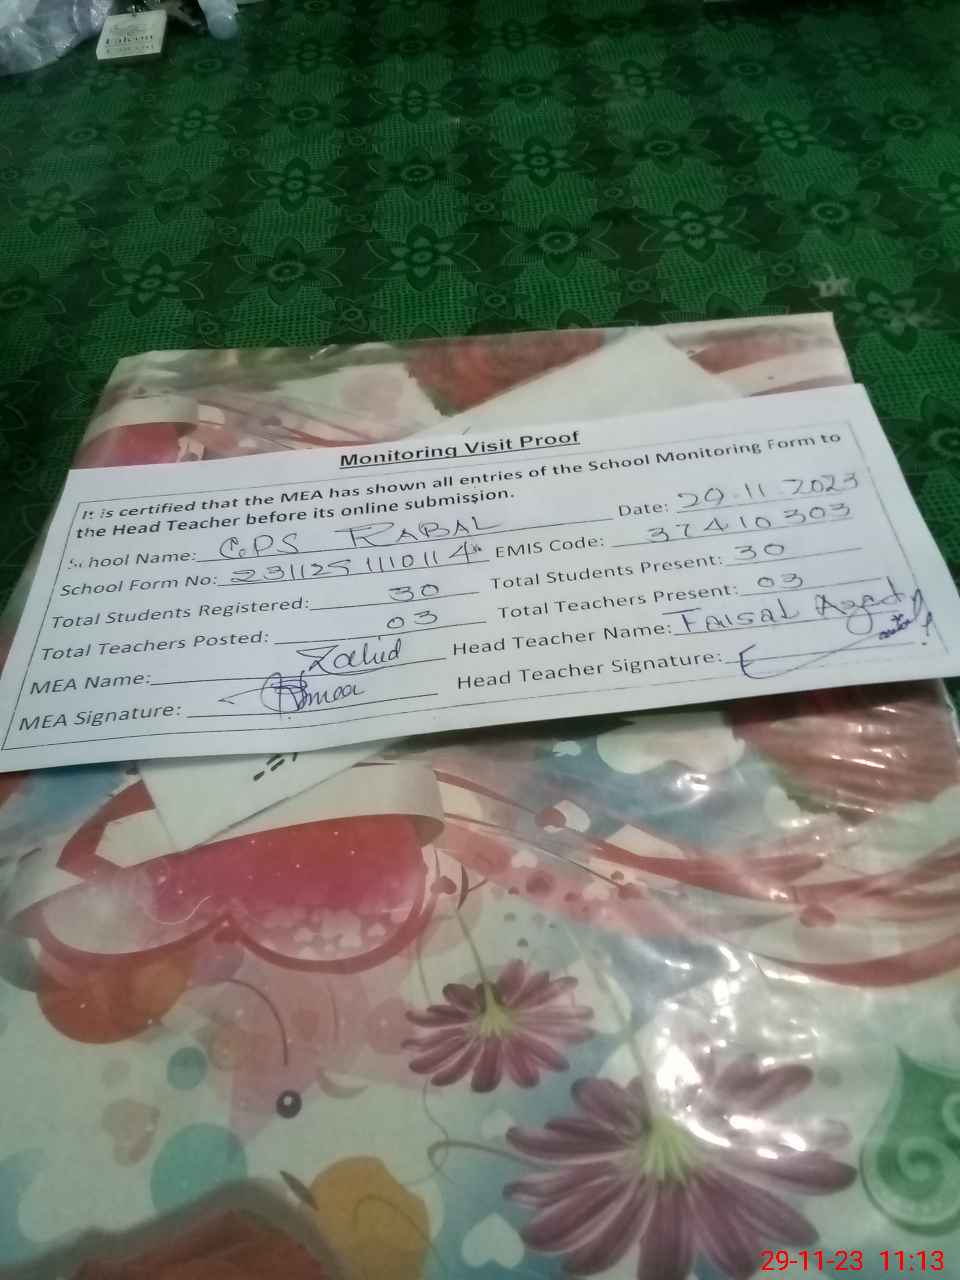 Falcon
Monitoring Visit Proof
It is certified that the MEA has shown all entries of the School Monitoring Form to
the Head Teacher before its online submission.
School Name: GPS RABAL Date: 29.11.2023
School Form No: EMIS Code: 37410303
Total Students Registered: 30 Total Students Present: 30
Total Teachers Posted: 03 Total Teachers Present: 03
MEA Name: Zahid Head Teacher Name: Faisal Azad
MEA Signature: Head Teacher Signature:
29-11-23 11:13